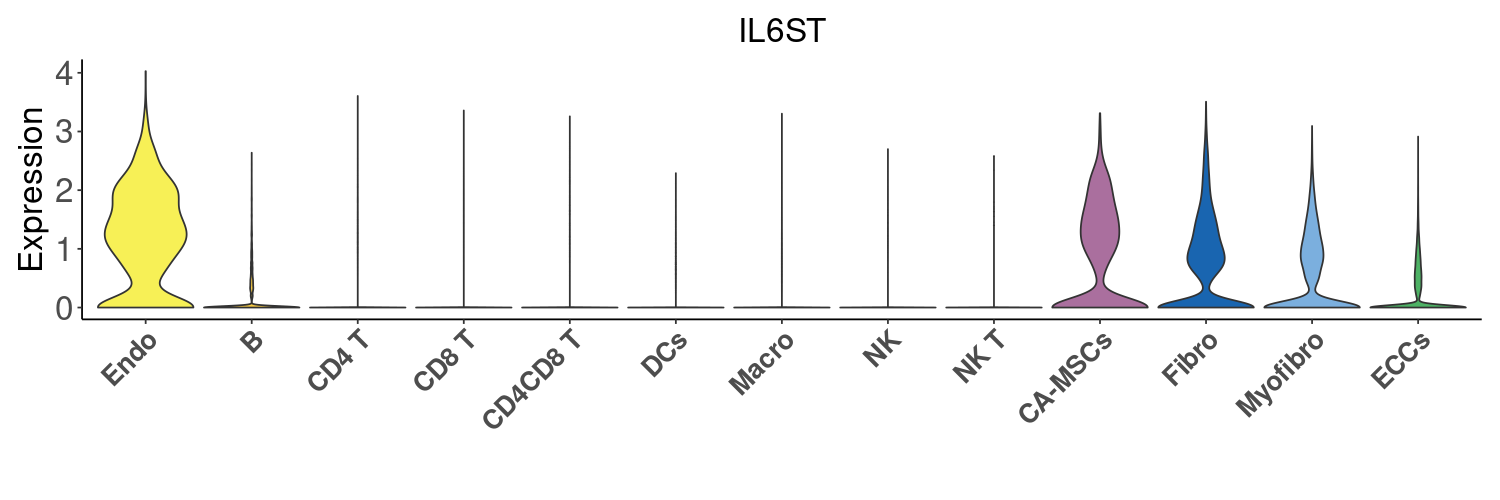 IL6ST
Expression
4
3
2
1
0
Endo
B
CD4 T
CD8 T
CD4CD8 T
DCs
Macro
NK
NK T
CA-MSCs
Fibro
Myofibro
ECCs